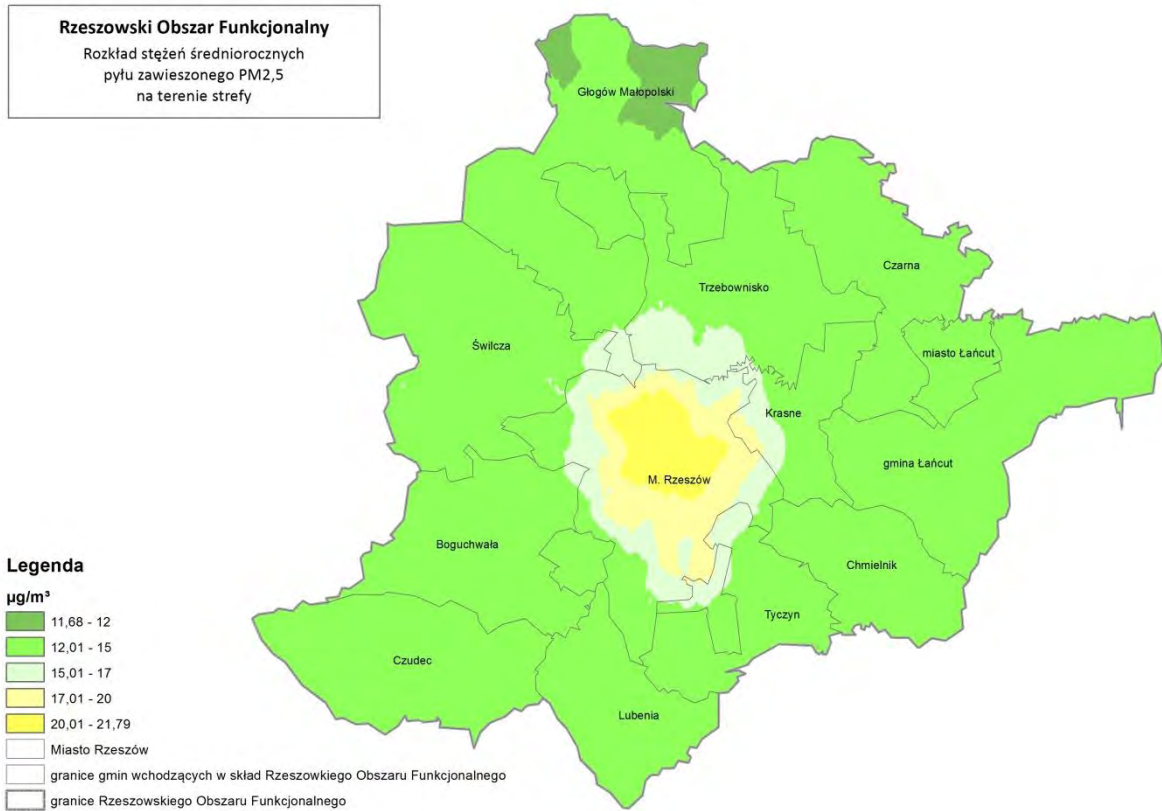 Rzeszowski Obszar Funkcjonalny
Rozkład stężeń średniorocznych
pyłu zawieszonego PM2,5
na terenie strefy
Głogów Małopolski
Czarna
Trzebownisko
Świlcza
miasto Łańcut
Krasne
gmina Łańcut
M. Rzeszów
Boguchwała
Chmielnik
Tyczyn
Czudec
Lubenia
Legenda
µg/m³
11,68 - 12
12,01 - 15
15,01 - 17
17,01 - 20
20,01 - 21,79
Miasto Rzeszów
granice gmin wchodzących w skład Rzeszowkiego Obszaru Funkcjonalnego
granice Rzeszowskiego Obszaru Funkcjonalnego